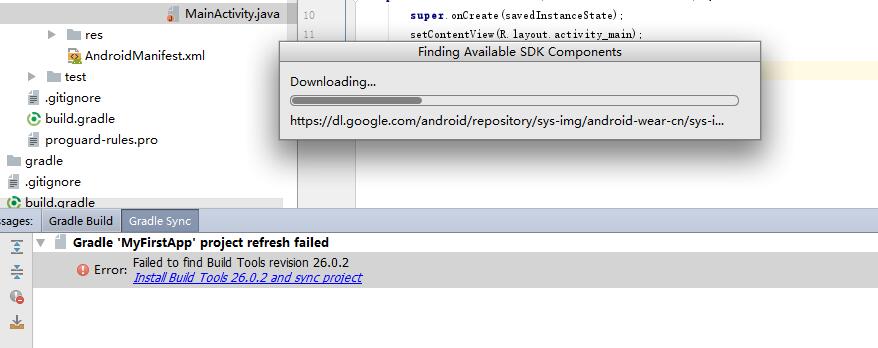 MainActivity.java
res
AndroidManifest.xml
test
.gitignore
build.gradle
proguard-rules.pro
gradle
.gitignore
build.gradle
10 super.onCreate(savedInstanceState);
11 setContentView(R.layout.activity_main);
Finding Available SDK Components
Downloading...
https://dl.google.com/android/repository/sys-img/android-wear-cn/sys-i...
ssages: Gradle Build Gradle Sync
Gradle 'MyFirstApp' project refresh failed
Error: Failed to find Build Tools revision 26.0.2
Install Build Tools 26.0.2 and sync project